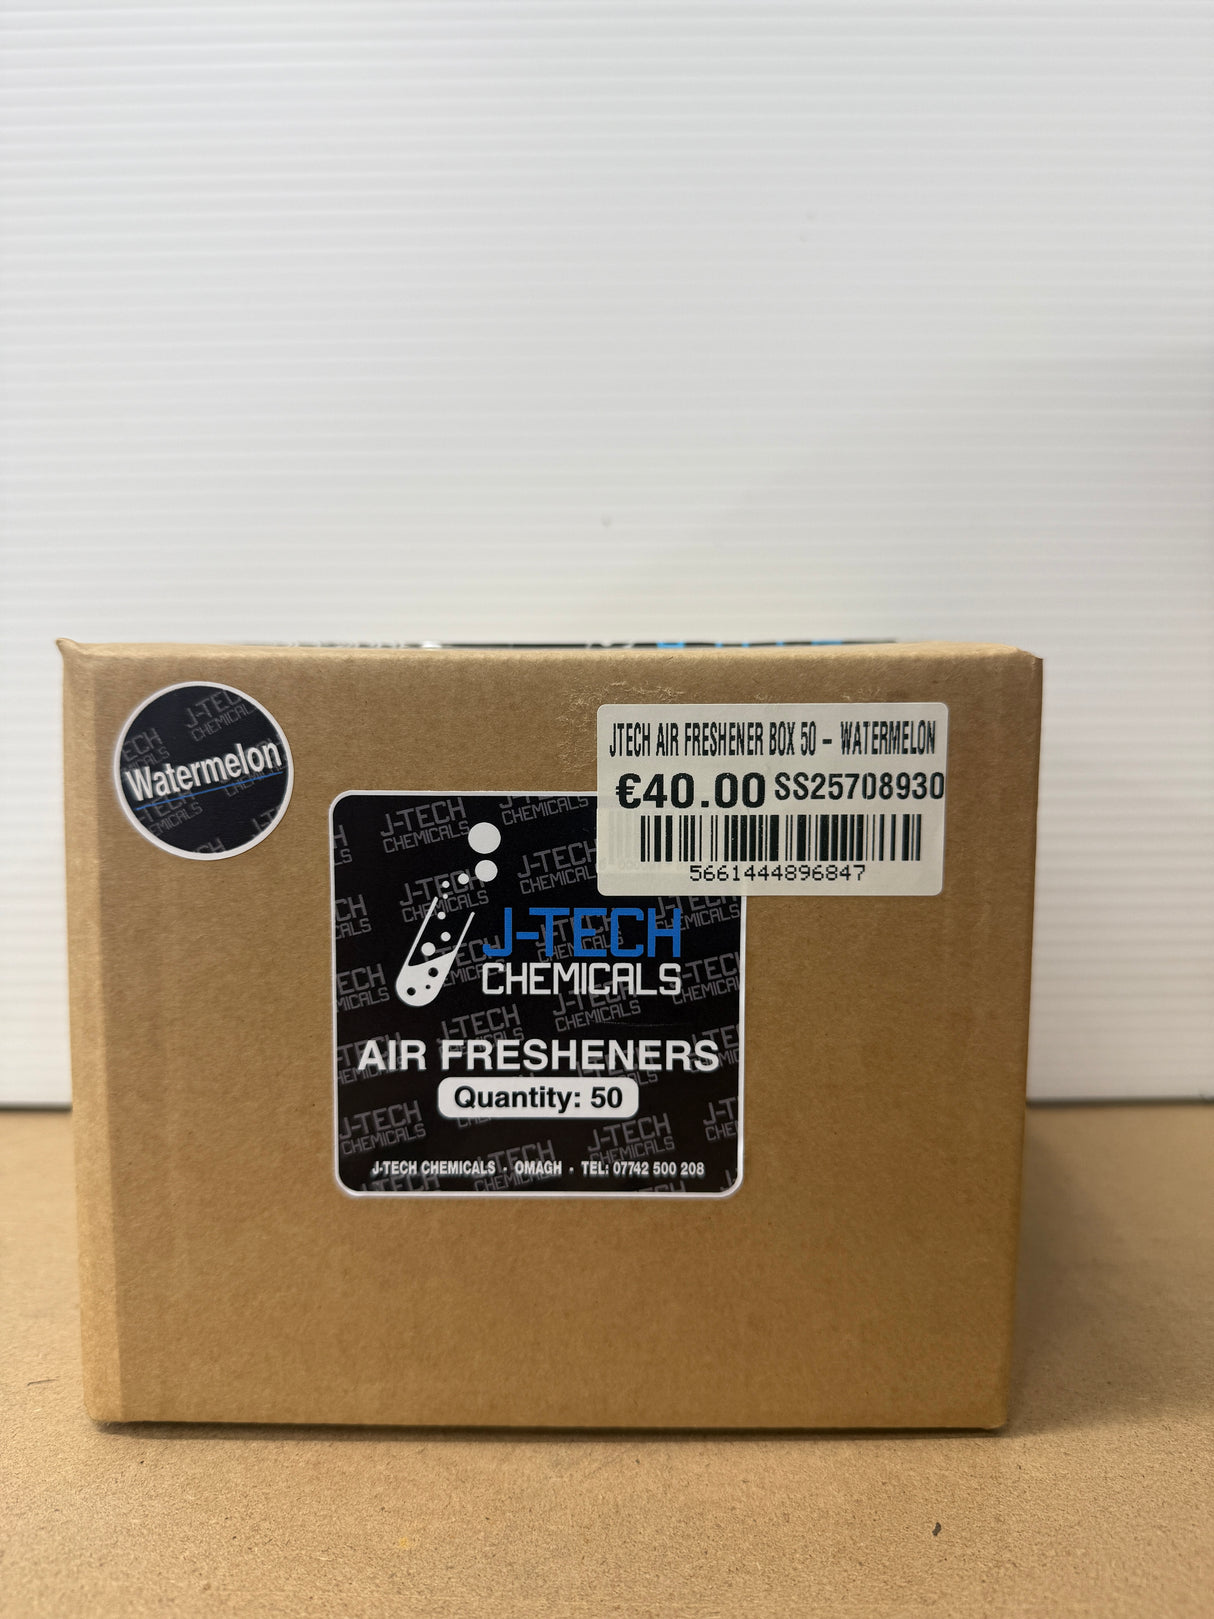 Watermelon
JTECH AIR FRESHENER BOX 50 - WATERMELON
€40.00 SS25708930
5661444896847
J-TECH
CHEMICALS
AIR FRESHENERS
Quantity: 50
J-TECH CHEMICALS · OMAGH · TEL: 07742 500 208